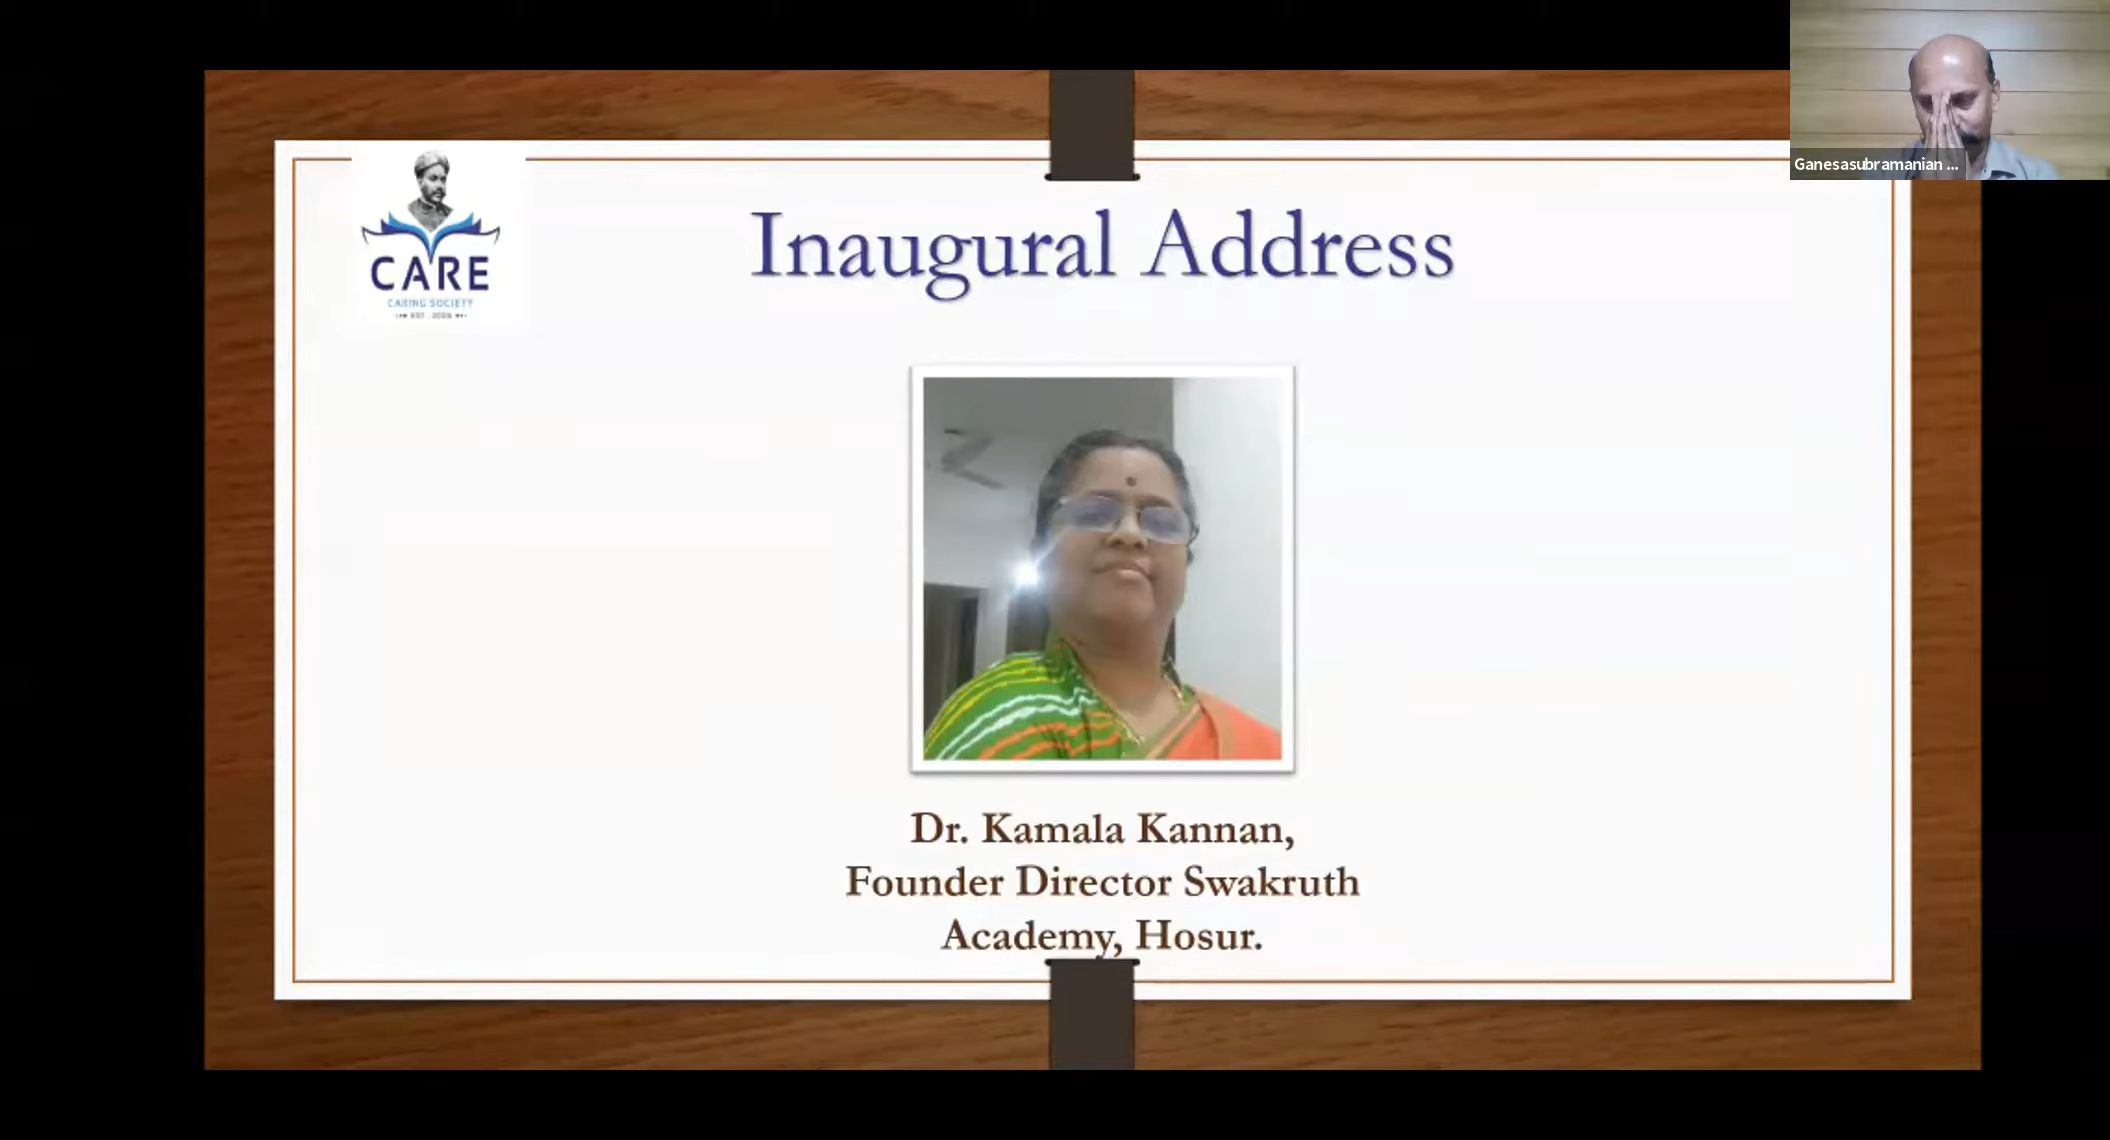 Ganesasubramanian ...
CARE
CARING SOCIETY
Inaugural Address
Dr. Kamala Kannan,
Founder Director Swakruth
Academy, Hosur.